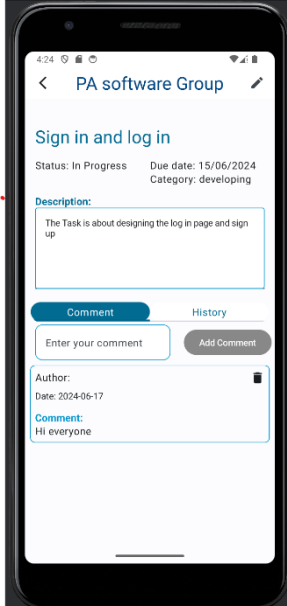 4:24
PA software Group
Sign in and log in
Status: In Progress
Due date: 15/06/2024
Category: developing
Description:
The Task is about designing the log in page and sign
up
Comment
History
Enter your comment
Add Comment
Author:
Date: 2024-06-17
Comment:
Hi everyone